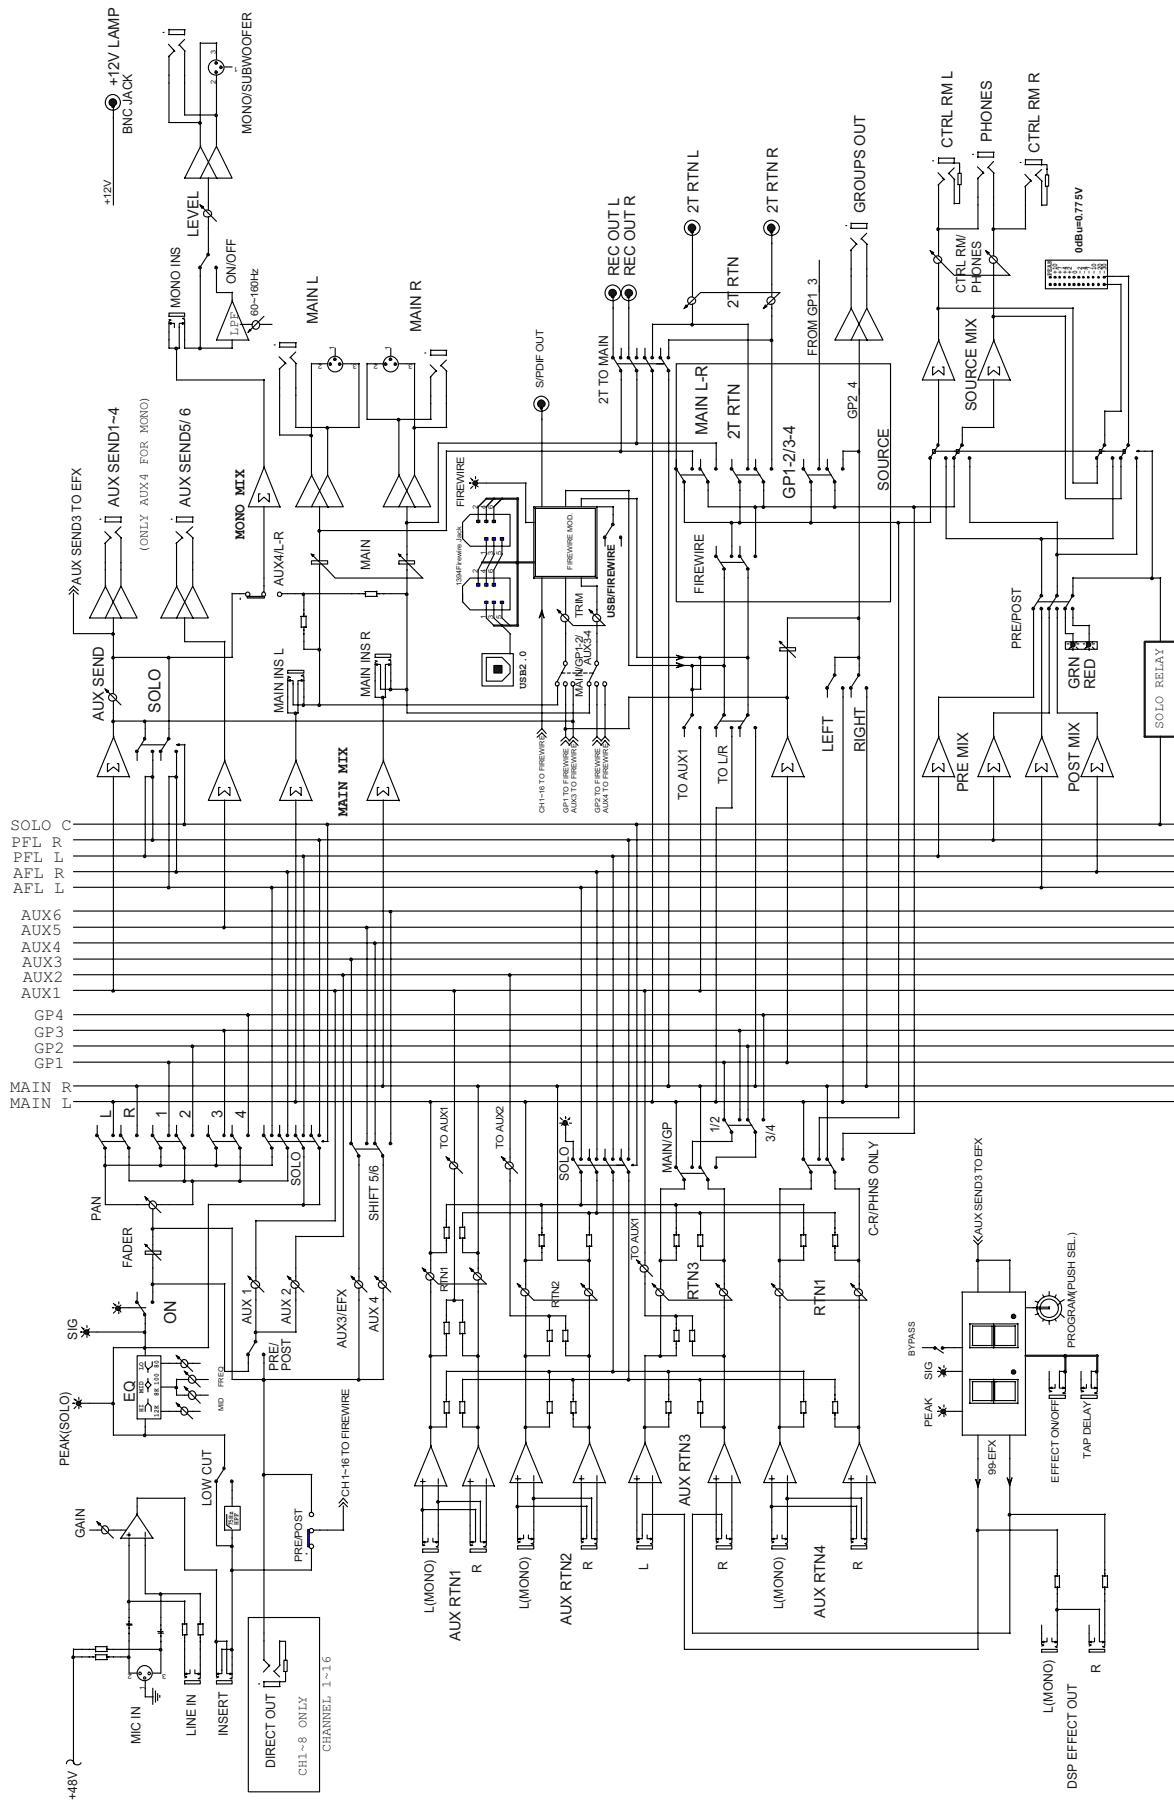 +12V LAMP
BNC JACK
+12V
MONO/SUBWOOFER
LEVEL
ON/OFF
MONO INS
LPF
60~160Hz
MAIN L
MAIN R
AUX SEND3 TO EFX
AUX SEND1~4
(ONLY AUX4 FOR MONO)
AUX SEND5/ 6
MONO MIX
AUX4/L-R
MAIN
AUX SEND
SOLO
MAIN INS L
MAIN INS R
MAIN MIX
S/PDIF OUT
FIREWIRE
1394Firewire Jack
FIREWIRE MOD.
USB/FIREWIRE
TRIM
USB2.0
MAIN/GP1-2/
AUX3-4
CH1~16 TO FIREWIRE
GP1 TO FIREWIRE
AUX3 TO FIREWIRE
GP2 TO FIREWIRE
AUX4 TO FIREWIRE
REC OUT L
REC OUT R
2T TO MAIN
2T RTN L
2T RTN
2T RTN R
MAIN L-R
2T RTN
GP1-2/3-4
SOURCE
FIREWIRE
FROM GP1_3
GP2_4
GROUPS OUT
TO AUX1
TO L/R
LEFT
RIGHT
CTRL RM L
PHONES
CTRL RM R
CTRL RM/
PHONES
0dBu=0.775V
SOURCE MIX
PRE/POST
GRN
RED
PRE MIX
POST MIX
SOLO RELAY
SOLO C
PFL R
PFL L
AFL R
AFL L
AUX6
AUX5
AUX4
AUX3
AUX2
AUX1
GP4
GP3
GP2
GP1
MAIN R
MAIN L
L
R
1
2
3
4
SOLO
PAN
FADER
ON
SIG
PEAK(SOLO)
EQ
HI
MID
LO
12K
8K 100
80
MID
FREQ
LOW CUT
GAIN
+48V
MIC IN
LINE IN
INSERT
DIRECT OUT
CH1~8 ONLY
CHANNEL 1~16
PRE/POST
CH1~16 TO FIREWIRE
AUX 1
AUX 2
PRE/
POST
AUX3/EFX
AUX 4
SHIFT 5/6
TO AUX1
RTN1
L(MONO)
AUX RTN1
R
TO AUX2
RTN2
L(MONO)
AUX RTN2
R
SOLO
TO AUX1
RTN3
MAIN/GP
1/2
3/4
L
AUX RTN3
R
RTN1
C-R/PHNS ONLY
L(MONO)
AUX RTN4
R
AUX SEND3 TO EFX
PROGRAM(PUSH SEL.)
BYPASS
SIG
PEAK
99-EFX
EFFECT ON/OFF
TAP DELAY
L(MONO)
DSP EFFECT OUT
R